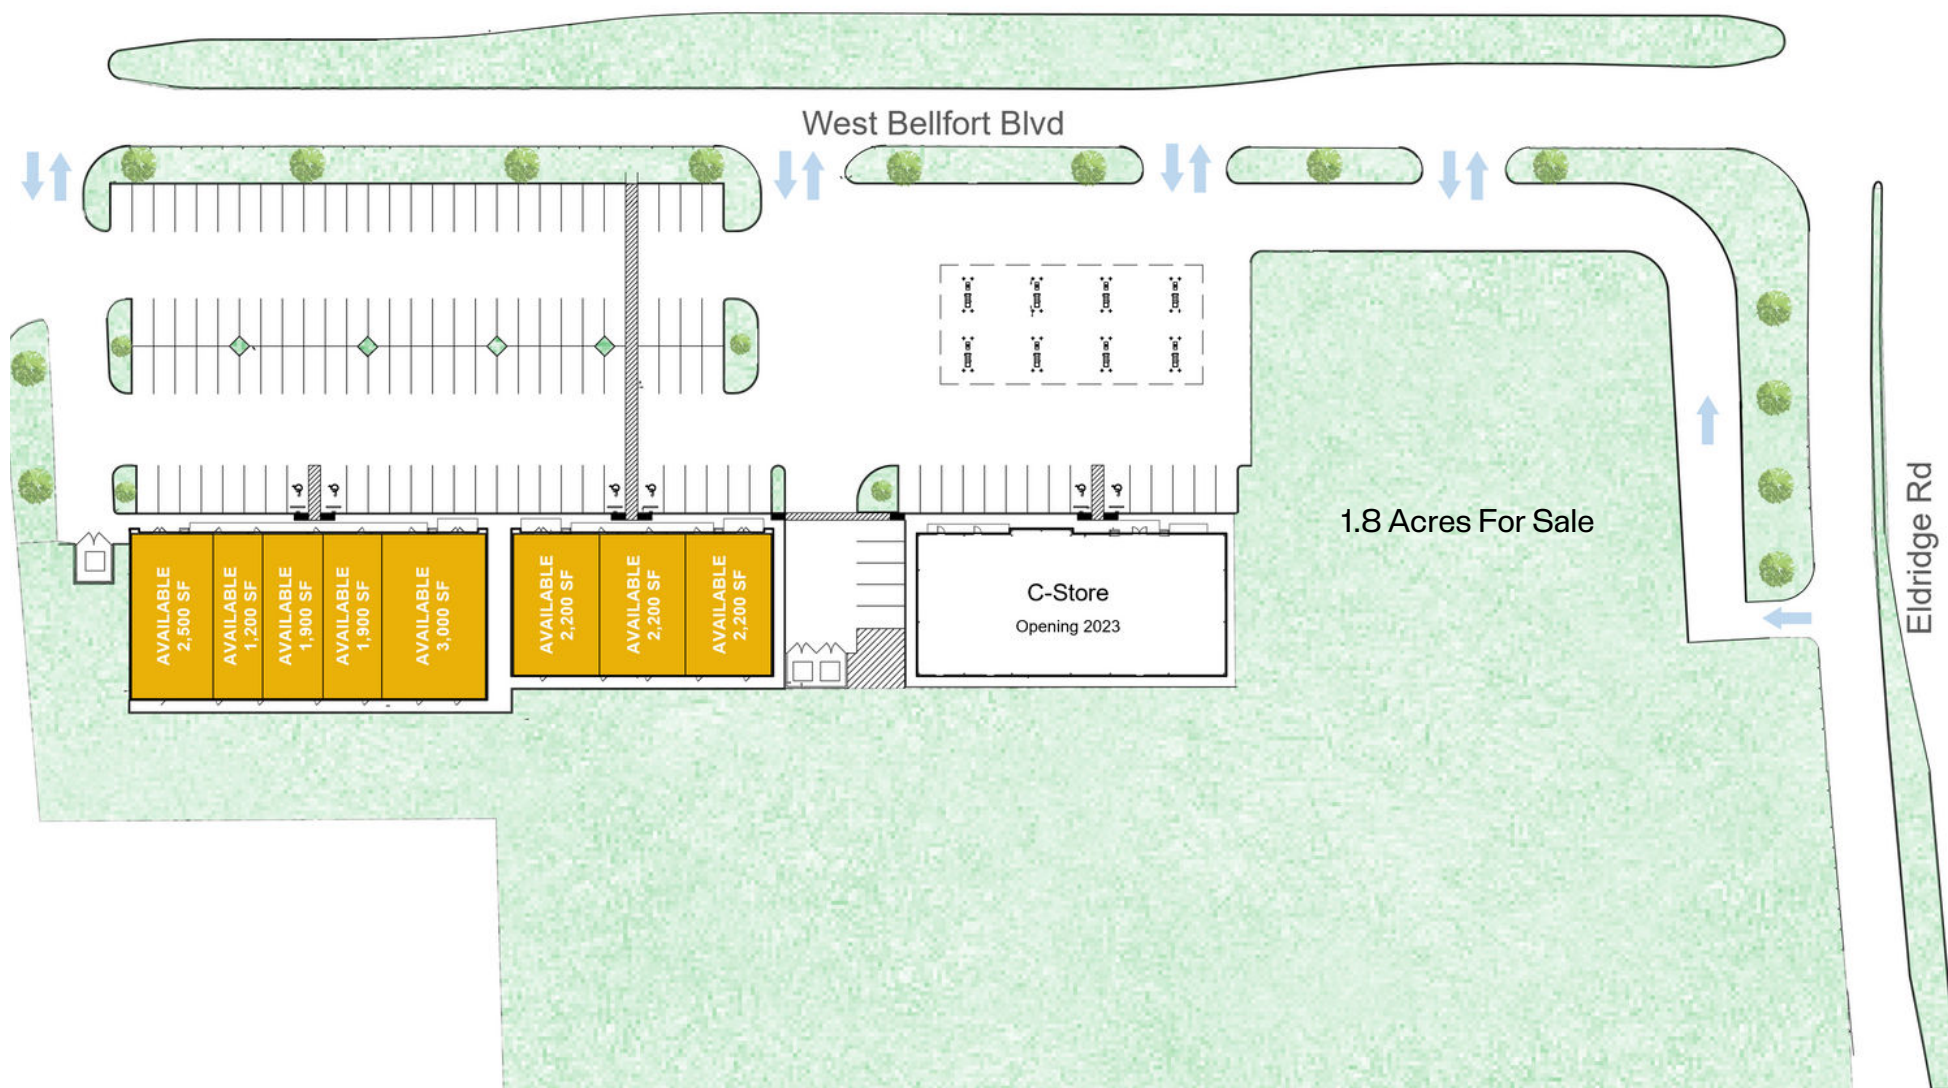 West Bellfort Blvd
Eldridge Rd
1.8 Acres For Sale
AVAILABLE
2,500 SF
AVAILABLE
1,200 SF
AVAILABLE
1,900 SF
AVAILABLE
1,900 SF
AVAILABLE
3,000 SF
AVAILABLE
2,200 SF
AVAILABLE
2,200 SF
AVAILABLE
2,200 SF
C-Store
Opening 2023